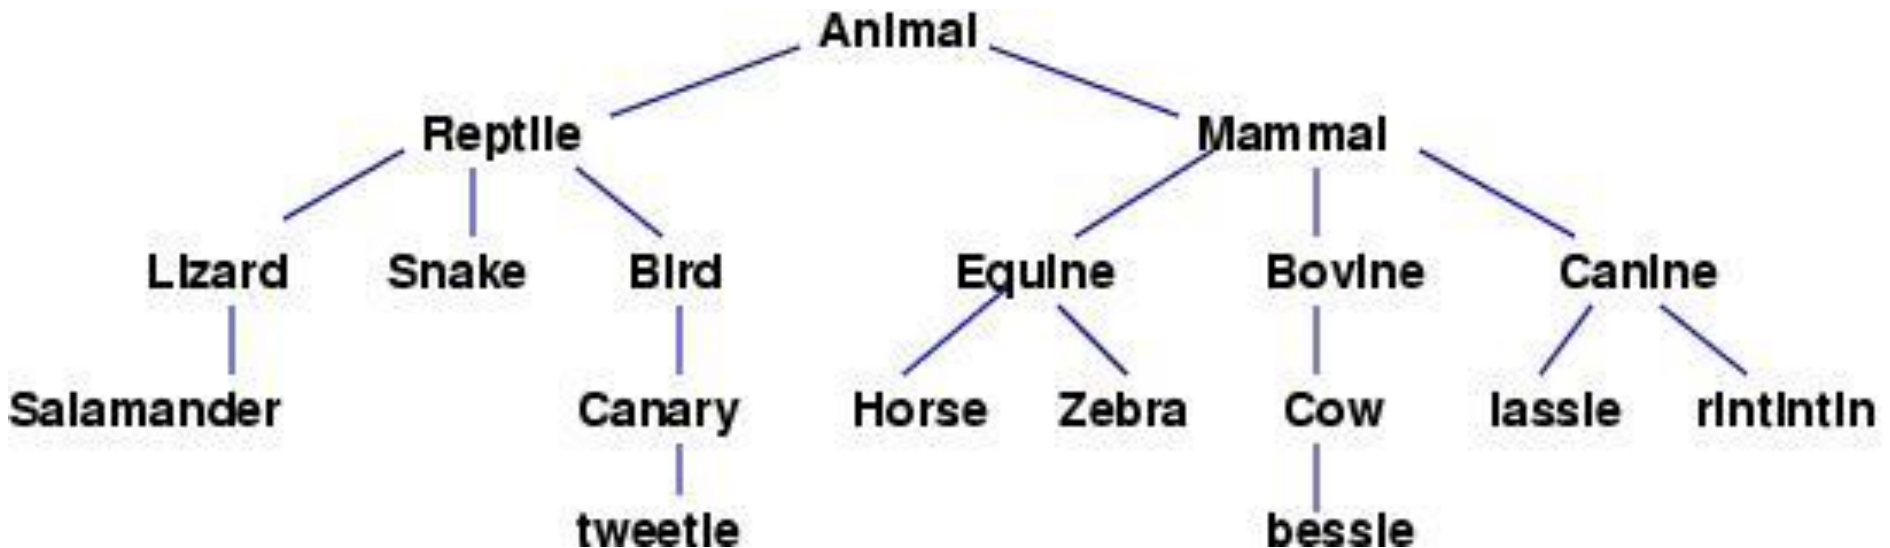 Animal
Reptile Mammal
Lizard Snake Bird Equine Bovine Canine
Salamander Canary Horse Zebra Cow lassie rintintin
tweetie bessie